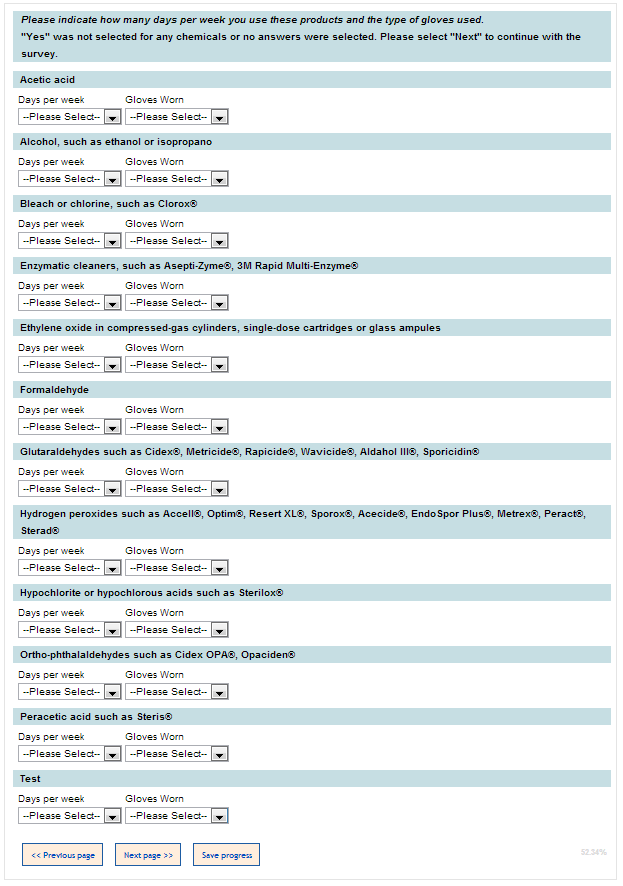 Please indicate how many days per week you use these products and the type of gloves used.
"Yes" was not selected for any chemicals or no answers were selected. Please select "Next" to continue with the
survey.
Acetic acid
Days per week Gloves Worn
--Please Select-- --Please Select--
Alcohol, such as ethanol or isopropano
Days per week Gloves Worn
--Please Select-- --Please Select--
Bleach or chlorine, such as Clorox®
Days per week Gloves Worn
--Please Select-- --Please Select--
Enzymatic cleaners, such as Asepti-Zyme®, 3M Rapid Multi-Enzyme®
Days per week Gloves Worn
--Please Select-- --Please Select--
Ethylene oxide in compressed-gas cylinders, single-dose cartridges or glass ampules
Days per week Gloves Worn
--Please Select-- --Please Select--
Formaldehyde
Days per week Gloves Worn
--Please Select-- --Please Select--
Glutaraldehydes such as Cidex®, Metricide®, Rapicide®, Wavicide®, Aldahol III®, Sporicidin®
Days per week Gloves Worn
--Please Select-- --Please Select--
Hydrogen peroxides such as Accell®, Optim®, Resert XL®, Sporox®, Acecide®, EndoSpor Plus®, Metrex®, Peract®,
Sterad®
Days per week Gloves Worn
--Please Select-- --Please Select--
Hypochlorite or hypochlorous acids such as Sterilox®
Days per week Gloves Worn
--Please Select-- --Please Select--
Ortho-phthalaldehydes such as Cidex OPA®, Opaciden®
Days per week Gloves Worn
--Please Select-- --Please Select--
Peracetic acid such as Steris®
Days per week Gloves Worn
--Please Select-- --Please Select--
Test
Days per week Gloves Worn
--Please Select-- --Please Select--
<< Previous page Next page >> Save progress